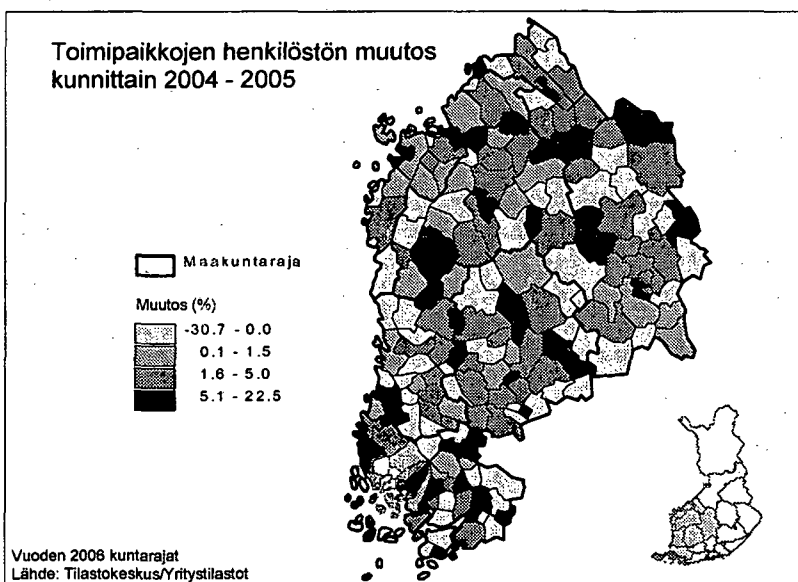 Toimipaikkojen henkilöstön muutos
kunnittain 2004 - 2005
Maakuntaraja
Muutos (%)
-30.7 - 0.0
0.1 - 1.5
1.6 - 5.0
5.1 - 22.5
Vuoden 2006 kuntarajat
Lähde: Tilastokeskus/Yritystilastot